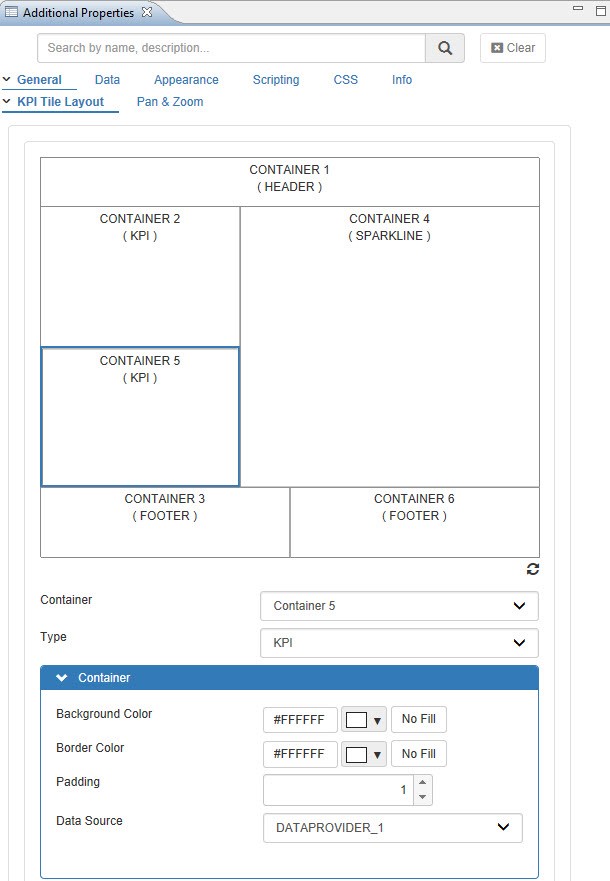 Additional Properties
Search by name, description...
Clear
General Data Appearance Scripting CSS Info
KPI Tile Layout Pan & Zoom
CONTAINER 1
( HEADER )
CONTAINER 2
( KPI )
CONTAINER 4
( SPARKLINE )
CONTAINER 5
( KPI )
CONTAINER 3
( FOOTER )
CONTAINER 6
( FOOTER )
Container Container 5
Type KPI
Container
Background Color #FFFFFF No Fill
Border Color #FFFFFF No Fill
Padding 1
Data Source DATAPROVIDER_1